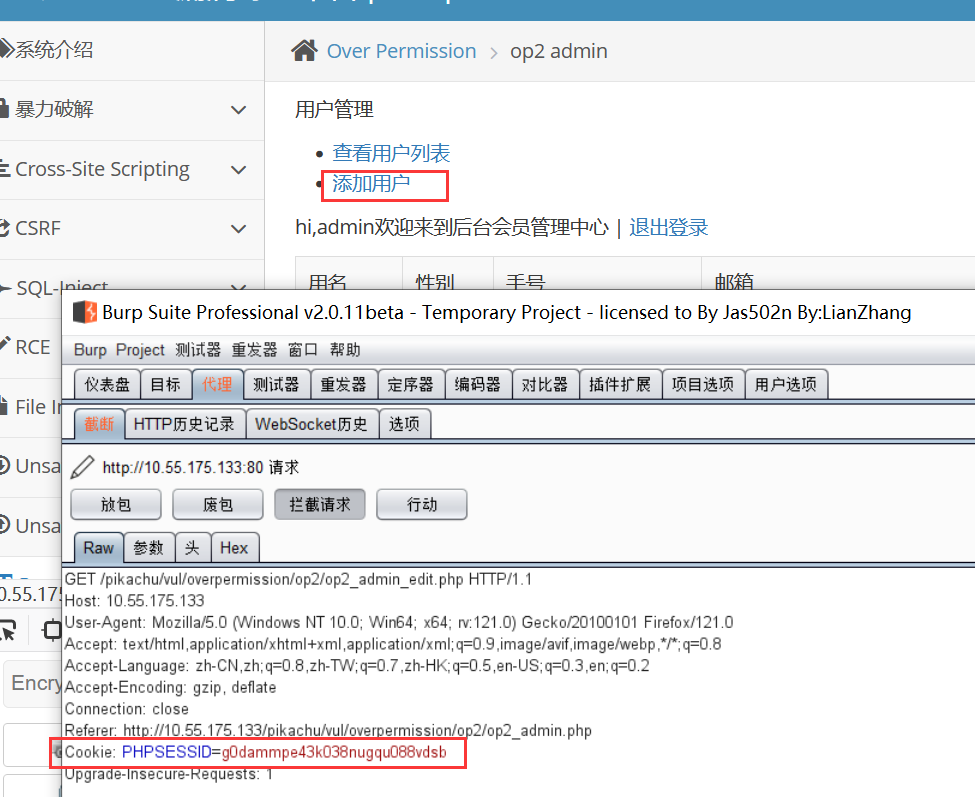 系统介绍
Over Permission
op2 admin
暴力破解
用户管理
查看用户列表
Cross-Site Scripting
添加用户
CSRF
hi,admin欢迎来到后台会员管理中心 | 退出登录
用名
性别
手号
邮箱
SQL-Inject
Burp Suite Professional v2.0.11beta - Temporary Project - licensed to By Jas502n By:LianZhang
RCE
Burp Project 测试器 重发器 窗口 帮助
仪表盘 目标 代理 测试器 重发器 定序器 编码器 对比器 插件扩展 项目选项 用户选项
File I
截断 HTTP历史记录 WebSocket历史 选项
Unsa
http://10.55.175.133:80 请求
放包 废包 拦截请求 行动
Unsa
Raw 参数 头 Hex
GET /pikachu/vul/overpermission/op2/op2_admin_edit.php HTTP/1.1
0.55.175
Host: 10.55.175.133
User-Agent: Mozilla/5.0 (Windows NT 10.0; Win64; x64; rv:121.0) Gecko/20100101 Firefox/121.0
Accept: text/html,application/xhtml+xml,application/xml;q=0.9,image/avif,image/webp,*/*;q=0.8
Accept-Language: zh-CN,zh;q=0.8,zh-TW;q=0.7,zh-HK;q=0.5,en-US;q=0.3,en;q=0.2
Encry
Accept-Encoding: gzip, deflate
Connection: close
Referer: http://10.55.175.133/pikachu/vul/overpermission/op2/op2_admin.php
Cookie: PHPSESSID=g0dammpe43k038nugqu088vdsb
Upgrade-Insecure-Requests: 1